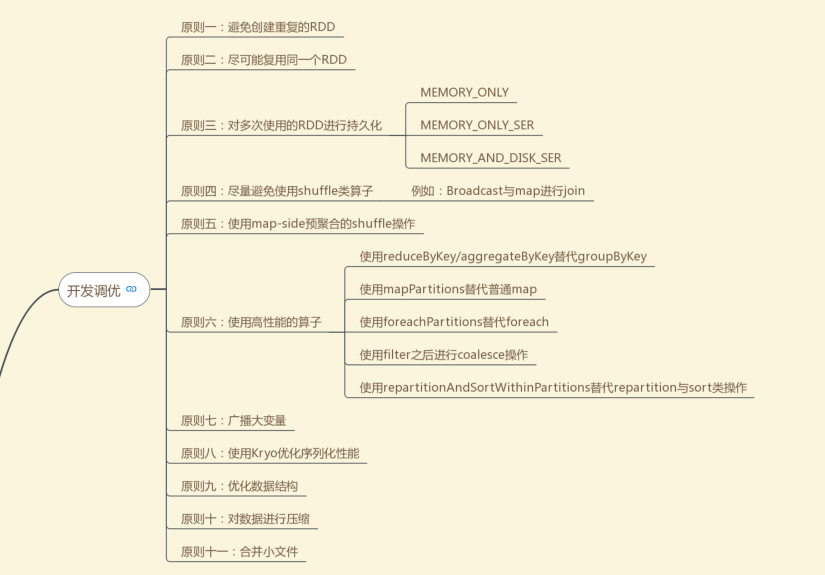 原则一：避免创建重复的RDD
原则二：尽可能复用同一个RDD
原则三：对多次使用的RDD进行持久化
MEMORY_ONLY
MEMORY_ONLY_SER
MEMORY_AND_DISK_SER
原则四：尽量避免使用shuffle类算子
例如：Broadcast与map进行join
原则五：使用map-side预聚合的shuffle操作
开发调优
原则六：使用高性能的算子
使用reduceByKey/aggregateByKey替代groupByKey
使用mapPartitions替代普通map
使用foreachPartitions替代foreach
使用filter之后进行coalesce操作
使用repartitionAndSortWithinPartitions替代repartition与sort类操作
原则七：广播大变量
原则八：使用Kryo优化序列化性能
原则九：优化数据结构
原则十：对数据进行压缩
原则十一：合并小文件